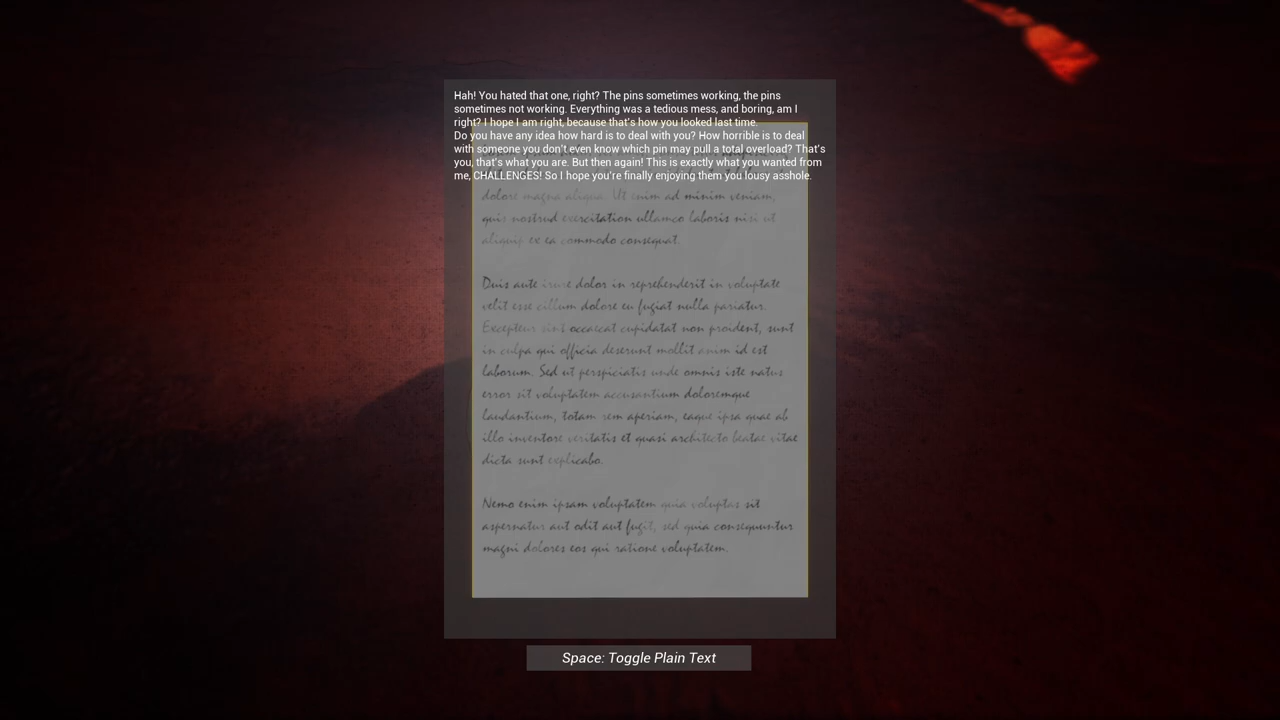 Hah! You hated that one, right? The pins sometimes working, the pins
sometimes not working. Everything was a tedious mess, and boring, am I
right? I hope I am right, because that's how you looked last time.
Do you have any idea how hard is to deal with you? How horrible is to deal
with someone you don't even know which pin may pull a total overload? That's
you, that's what you are. But then again! This is exactly what you wanted from
me, CHALLENGES! So I hope you're finally enjoying them you lousy asshole.
dolore magna aliqua. Ut enim ad minim veniam,
quis nostrud exercitation ullamco laboris nisi ut
aliquip ex ea commodo consequat.
Duis aute irure dolor in reprehenderit in voluptate
velit esse cillum dolore eu fugiat nulla pariatur.
Excepteur sint occaecat cupidatat non proident, sunt
in culpa qui officia deserunt mollit anim id est
laborum. Sed ut perspiciatis unde omnis iste natus
error sit voluptatem accusantium doloremque
laudantium, totam rem aperiam, eaque ipsa quae ab
illo inventore veritatis et quasi architecto beatae vitae
dicta sunt explicabo.
Nemo enim ipsam voluptatem quia voluptas sit
aspernatur aut odit aut fugit, sed quia consequuntur
magni dolores eos qui ratione voluptatem.
Space: Toggle Plain Text